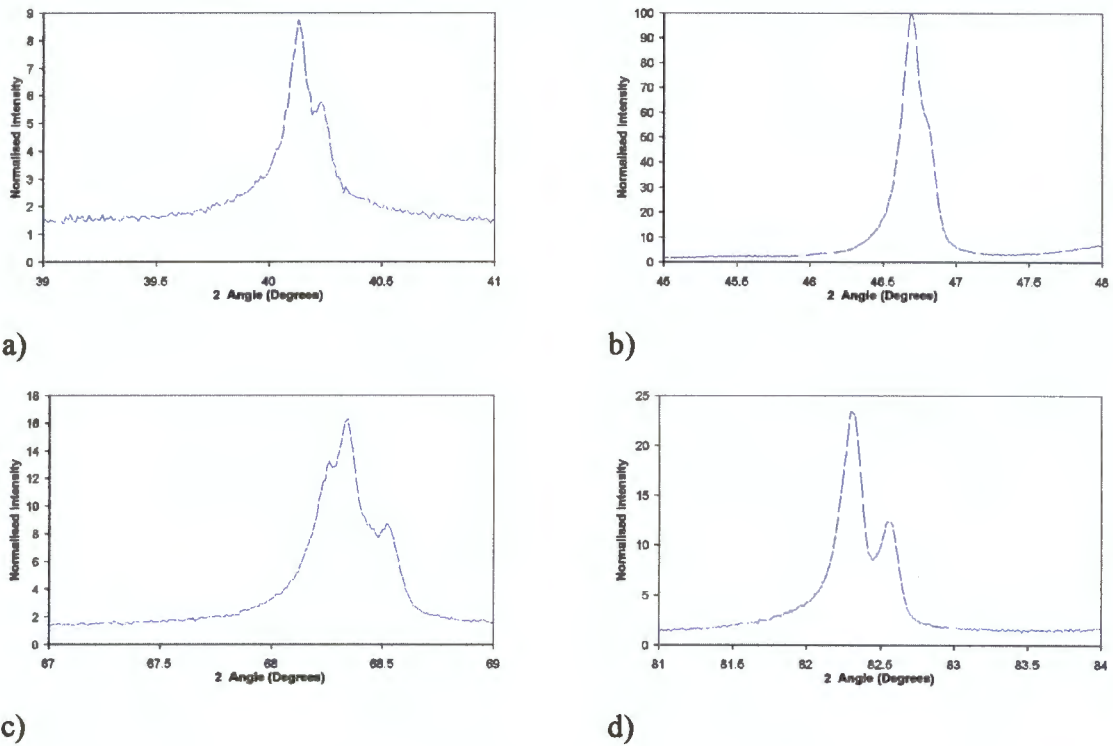 9
8
7
6
5
4
3
2
1
0
Normalised Intensity
39 39.5 40 40.5 41
2 Angle (Degrees)
a)
100
90
80
70
60
50
40
30
20
10
0
Normalised Intensity
45 45.5 46 46.5 47 47.5 48
2 Angle (Degrees)
b)
18
16
14
12
10
8
6
4
2
0
Normalised Intensity
67 67.5 68 68.5 69
2 Angle (Degrees)
c)
25
20
15
10
5
0
Normalised Intensity
81 81.5 82 82.5 83 83.5 84
2 Angle (Degrees)
d)